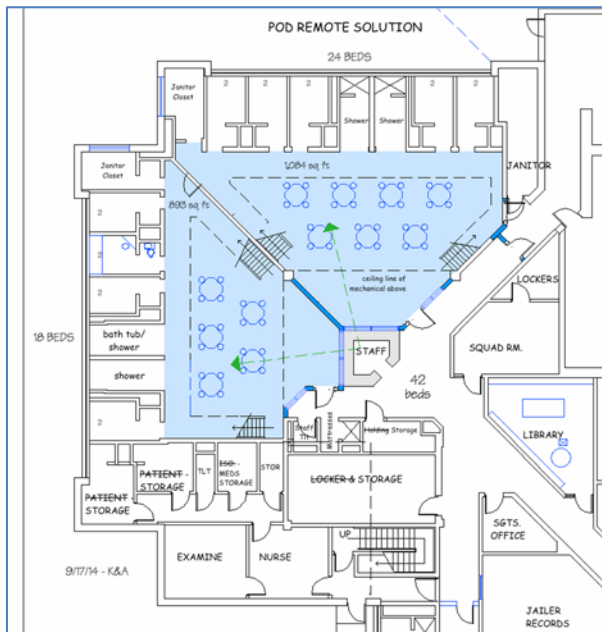 POD REMOTE SOLUTION
24 BEDS
Janitor
Closet
2
2
2
Shower
Shower
2
2
JANITOR
1,084 sq ft
Janitor
Closet
893 sq ft
2
2
2
LOCKERS
ceiling line of
mechanical above
18 BEDS
bath tub/
shower
STAFF
SQUAD RM.
shower
42
beds
2
LIBRARY
Staff
Tlt
Mattresses
Holding Storage
PATIENT -
STORAGE
TLT
ISO. -
MEDS
STORAGE
STOR
LOCKER & STORAGE
PATIENT -
STORAGE
SGTS.
OFFICE
EXAMINE
NURSE
UP
9/17/14 - K&A
JAILER
RECORDS